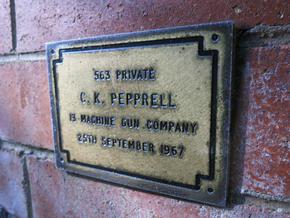 563 PRIVATE
C. K. PEPPRELL
13 MACHINE GUN COMPANY
25TH SEPTEMBER 1967